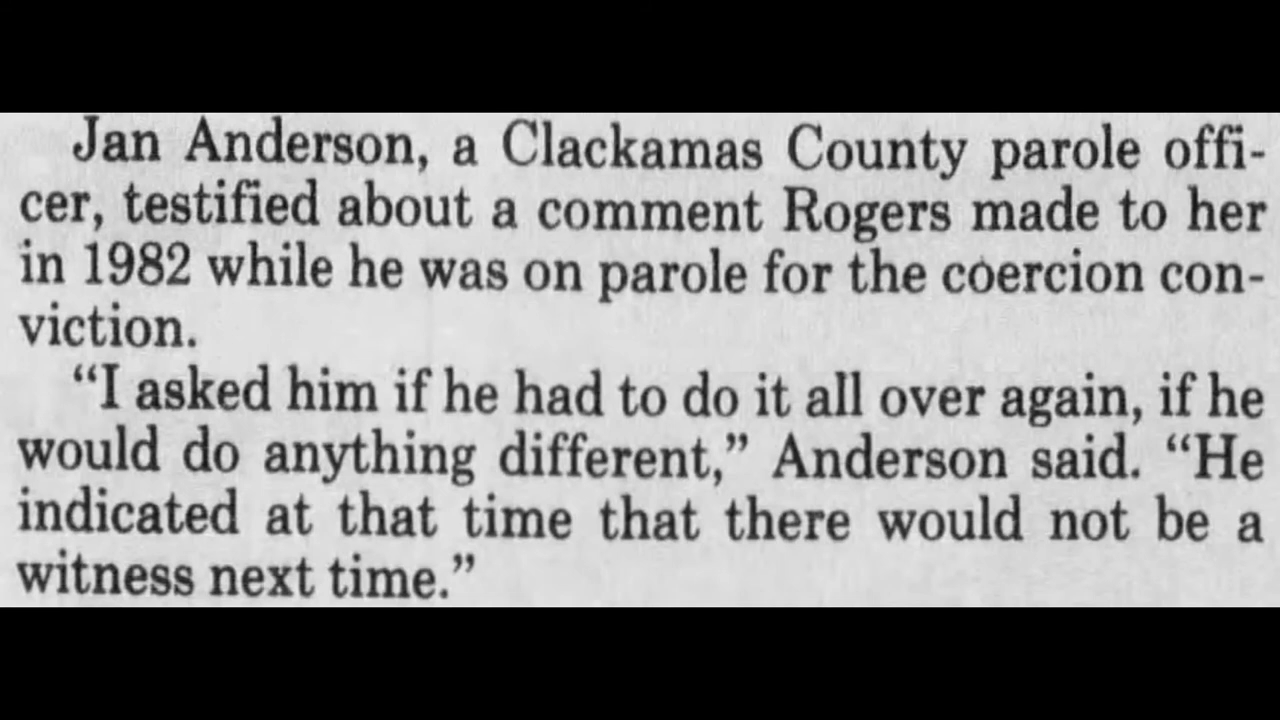 Jan Anderson, a Clackamas County parole offi-
cer, testified about a comment Rogers made to her
in 1982 while he was on parole for the coercion con-
viction.
“I asked him if he had to do it all over again, if he
would do anything different,” Anderson said. “He
indicated at that time that there would not be a
witness next time.”